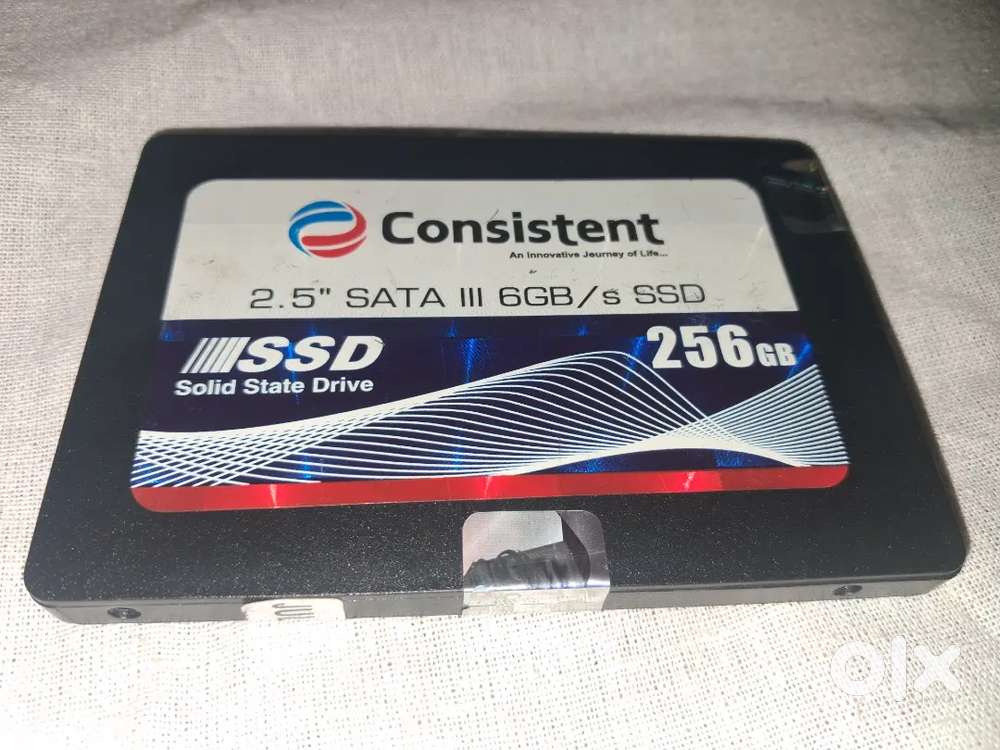 Consistent
An Innovative Journey of Life...
2.5" SATA III 6GB/s SSD
SSD
256GB
Solid State Drive
olx